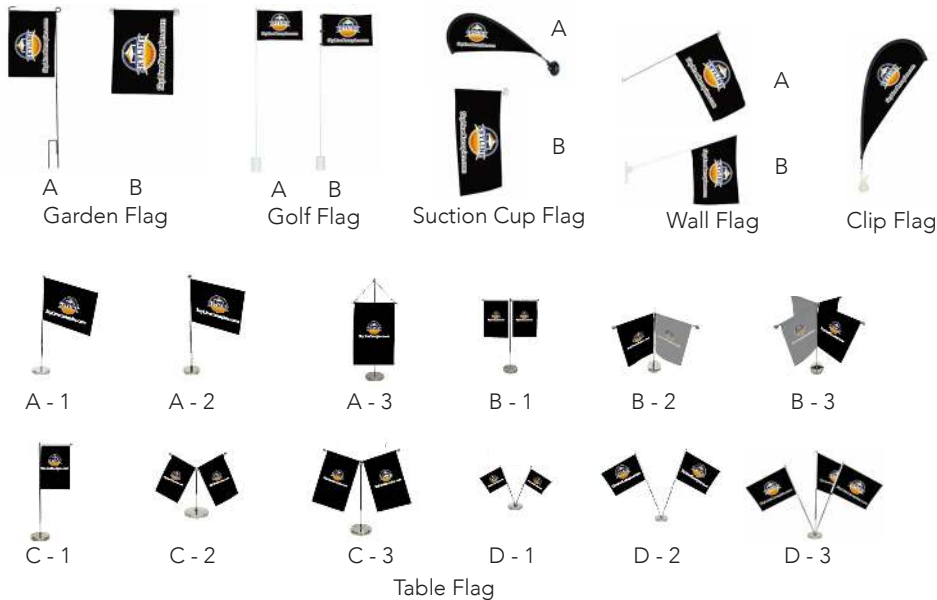 A
B
Garden Flag
A
B
Golf Flag
A
B
Suction Cup Flag
A
B
Wall Flag
Clip Flag
A - 1
A - 2
A - 3
B - 1
B - 2
B - 3
C - 1
C - 2
C - 3
D - 1
D - 2
D - 3
Table Flag